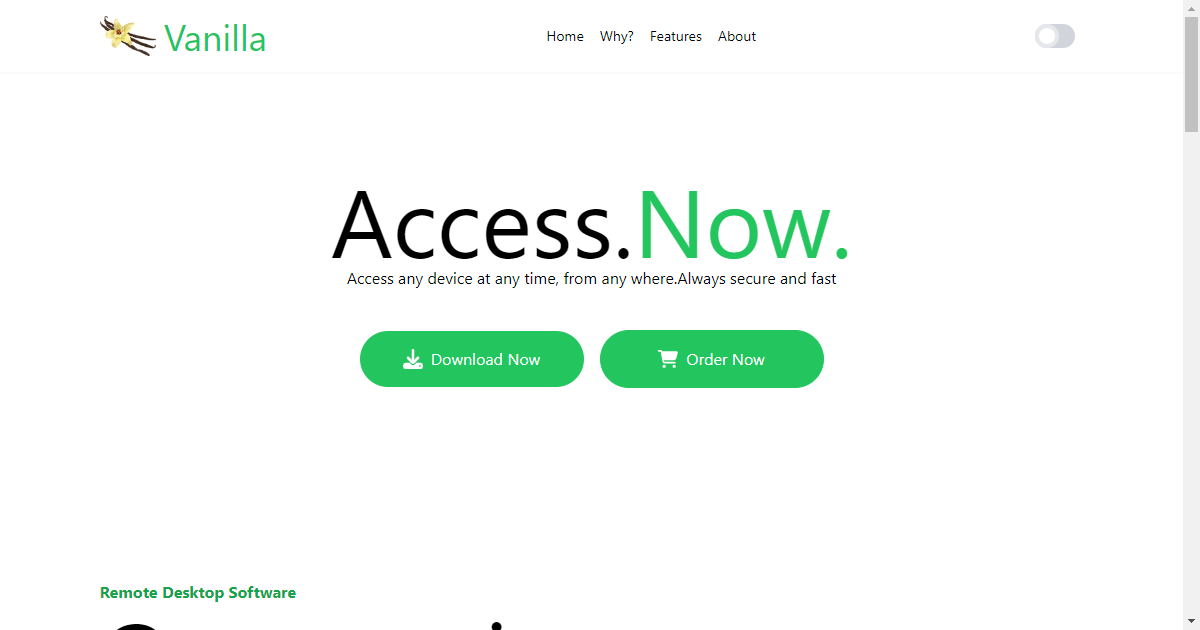 Vanilla
Home Why? Features About
Access.Now.
Access any device at any time, from any where.Always secure and fast
Download Now
Order Now
Remote Desktop Software